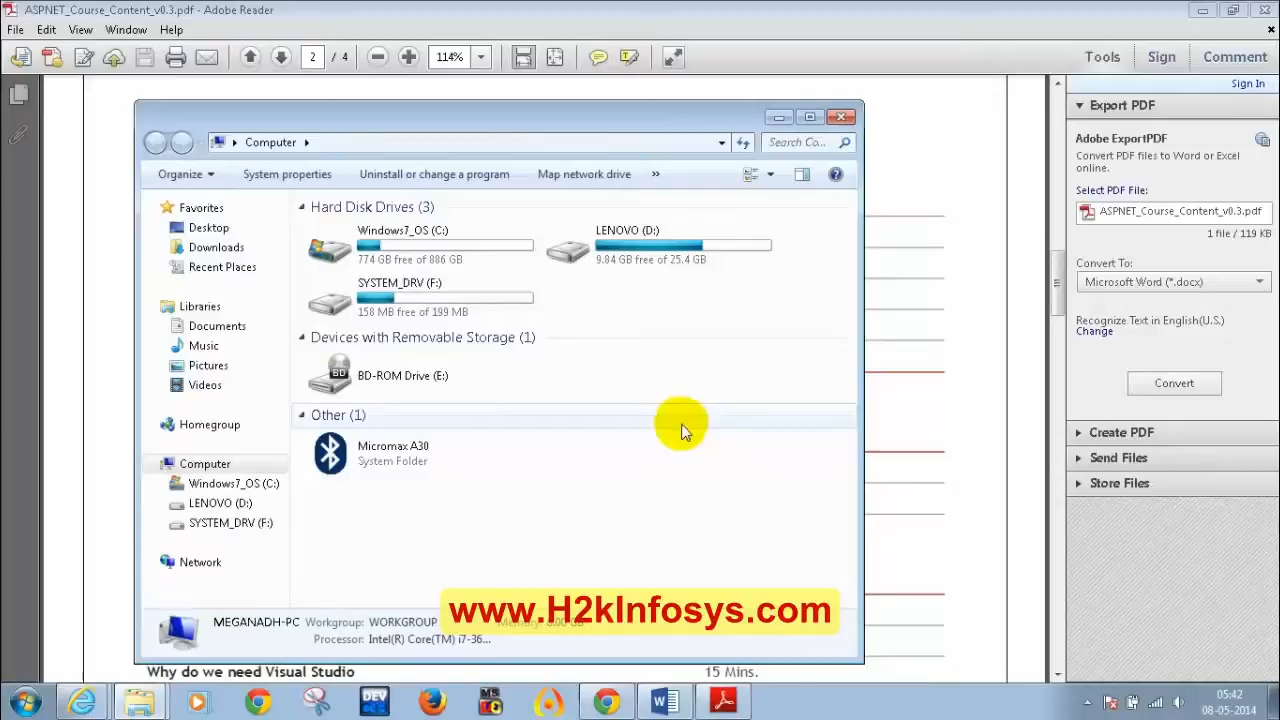 ASPNET_Course_Content_v0.3.pdf - Adobe Reader
File Edit View Window Help
2 / 4 114% Tools Sign Comment
Sign In
Export PDF
Adobe ExportPDF
Convert PDF files to Word or Excel
online.
Select PDF File:
ASPNET_Course_Content_v0.3.pdf
1 file / 119 KB
Convert To:
Microsoft Word (*.docx)
Recognize Text in English(U.S.)
Change
Convert
Create PDF
Send Files
Store Files
Computer
Search Co...
Organize System properties Uninstall or change a program Map network drive »
Favorites
Desktop
Downloads
Recent Places
Libraries
Documents
Music
Pictures
Videos
Homegroup
Computer
Windows7_OS (C:)
LENOVO (D:)
SYSTEM_DRV (F:)
Network
Hard Disk Drives (3)
Windows7_OS (C:)
774 GB free of 886 GB
LENOVO (D:)
9.84 GB free of 25.4 GB
SYSTEM_DRV (F:)
158 MB free of 199 MB
Devices with Removable Storage (1)
BD
BD-ROM Drive (E:)
Other (1)
Micromax A30
System Folder
www.H2kInfosys.com
MEGANADH-PC Workgroup: WORKGROUP
Processor: Intel(R) Core(TM) i7-36...
Why do we need Visual Studio 15 Mins.
DEV
MS
05:42
08-05-2014